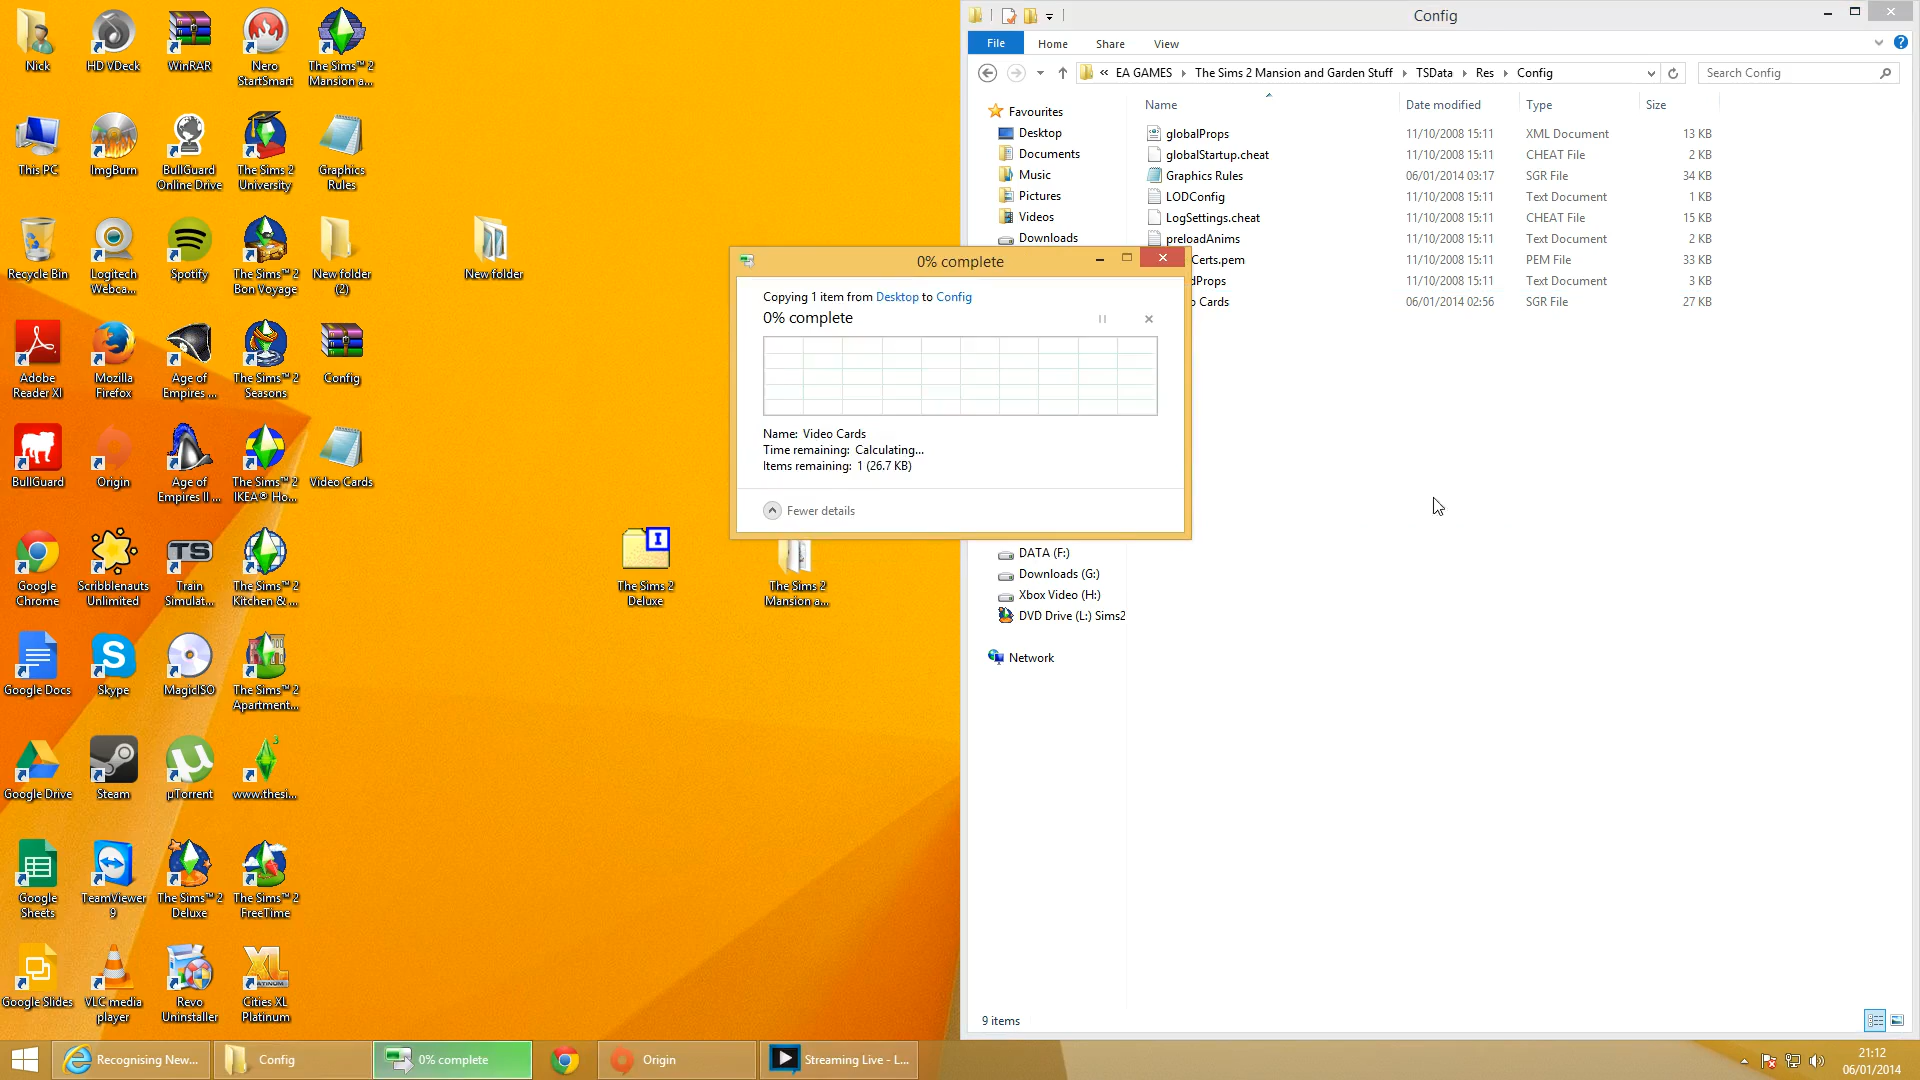 Nick
HD VDeck
WinRAR
Nero
StartSmart
The Sims™ 2
Mansion a...
This PC
ImgBurn
BullGuard
Online Drive
The Sims 2
University
Graphics
Rules
Recycle Bin
Logitech
Webca...
Spotify
The Sims™ 2
Bon Voyage
New folder
(2)
New folder
Adobe
Reader XI
Mozilla
Firefox
Age of
Empires ...
The Sims™ 2
Seasons
Config
BullGuard
Origin
Age of
Empires II ...
The Sims™ 2
IKEA® Ho...
Video Cards
Google
Chrome
Scribblenauts
Unlimited
TS
Train
Simulat...
The Sims™ 2
Kitchen & ...
The Sims 2
Deluxe
The Sims 2
Mansion a...
Google Docs
Skype
MagicISO
The Sims™ 2
Apartment...
Google Drive
Steam
µTorrent
www.thesi...
Google
Sheets
TeamViewer
9
The Sims™ 2
Deluxe
The Sims™ 2
FreeTime
Google Slides
VLC media
player
Revo
Uninstaller
XL
PLATINUM
Cities XL
Platinum
Config
File
Home
Share
View
« EA GAMES
The Sims 2 Mansion and Garden Stuff
TSData
Res
Config
Search Config
Favourites
Desktop
Documents
Music
Pictures
Videos
Downloads
DATA (F:)
Downloads (G:)
Xbox Video (H:)
DVD Drive (L:) Sims2
Network
Name
Date modified
Type
Size
globalProps 11/10/2008 15:11 XML Document 13 KB
globalStartup.cheat 11/10/2008 15:11 CHEAT File 2 KB
Graphics Rules 06/01/2014 03:17 SGR File 34 KB
LODConfig 11/10/2008 15:11 Text Document 1 KB
LogSettings.cheat 11/10/2008 15:11 CHEAT File 15 KB
preloadAnims 11/10/2008 15:11 Text Document 2 KB
Certs.pem 11/10/2008 15:11 PEM File 33 KB
dProps 11/10/2008 15:11 Text Document 3 KB
Cards 06/01/2014 02:56 SGR File 27 KB
9 items
0% complete
Copying 1 item from Desktop to Config
0% complete
Name: Video Cards
Time remaining: Calculating...
Items remaining: 1 (26.7 KB)
Fewer details
Recognising New...
Config
0% complete
Origin
Streaming Live - L...
21:12
06/01/2014